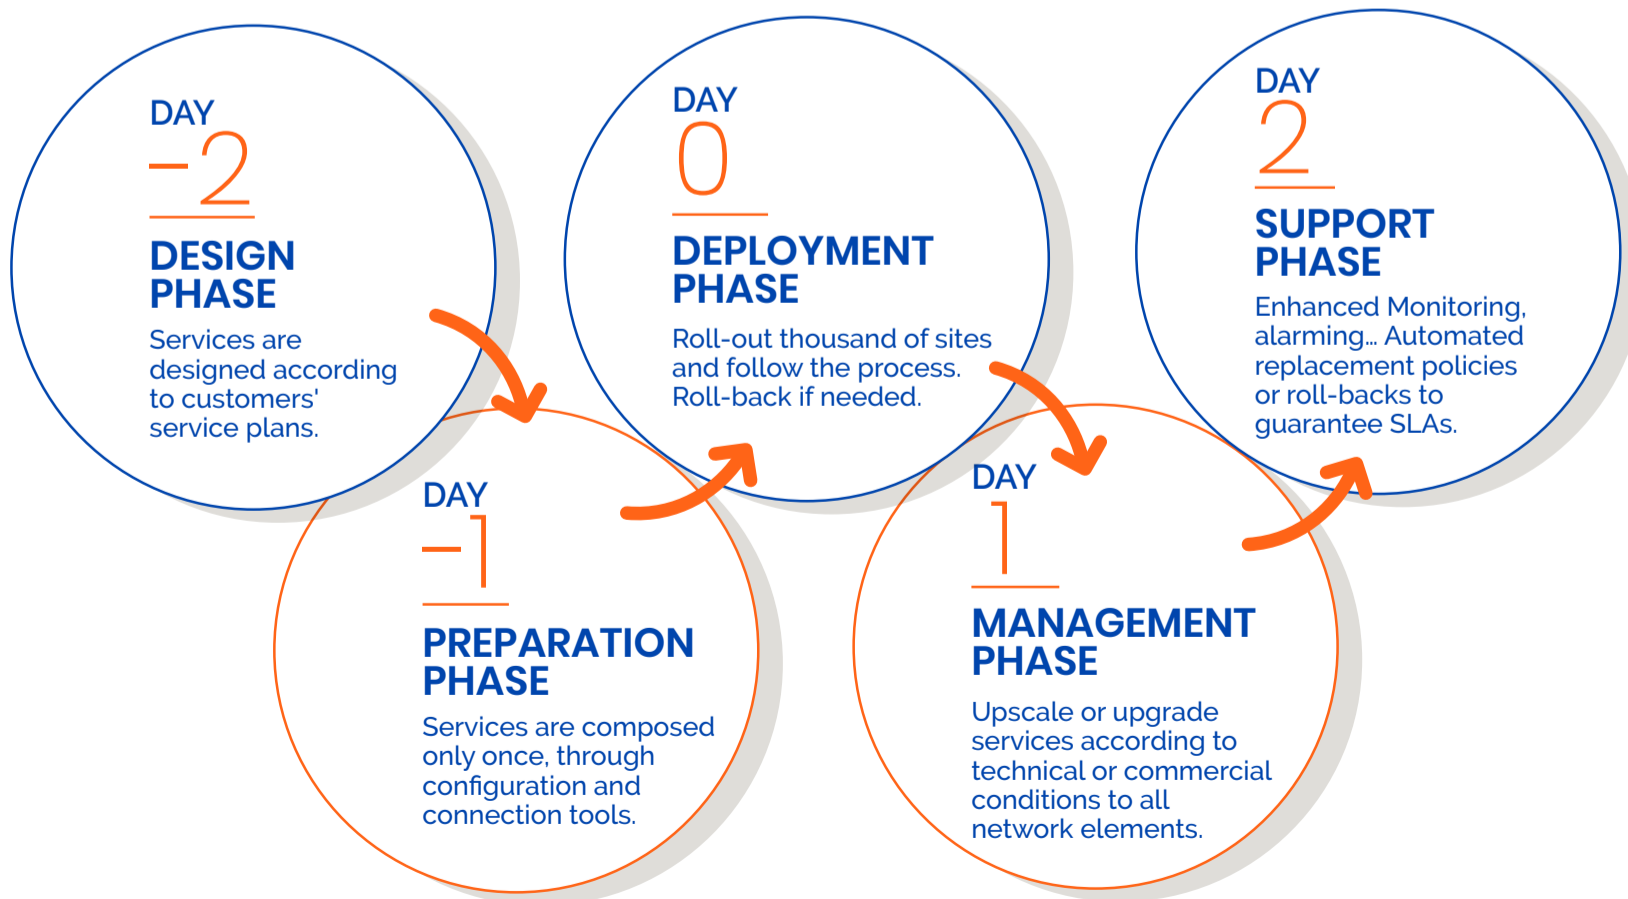 DAY
–2
DESIGN
PHASE
Services are
designed according
to customers'
service plans.
DAY
–1
PREPARATION
PHASE
Services are composed
only once, through
configuration and
connection tools.
DAY
0
DEPLOYMENT
PHASE
Roll-out thousand of sites
and follow the process.
Roll-back if needed.
DAY
1
MANAGEMENT
PHASE
Upscale or upgrade
services according to
technical or commercial
conditions to all
network elements.
DAY
2
SUPPORT
PHASE
Enhanced Monitoring,
alarming... Automated
replacement policies
or roll-backs to
guarantee SLAs.